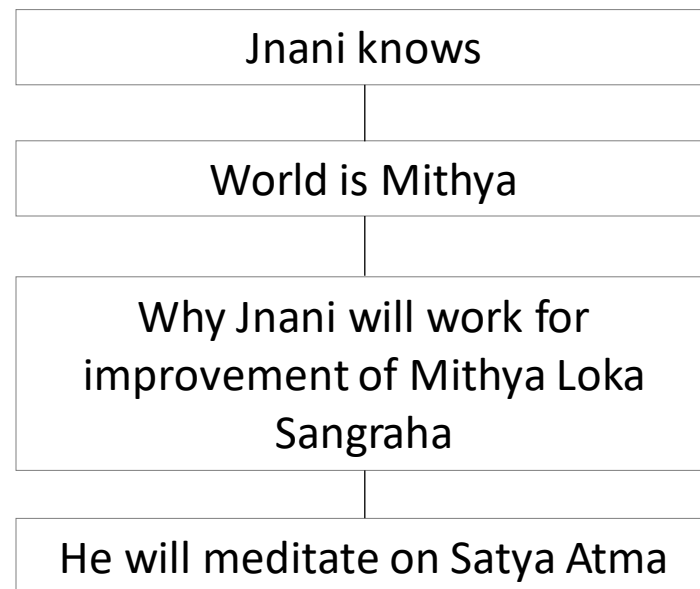 Jnani knows
World is Mithya
Why Jnani will work for
improvement of Mithya Loka
Sangraha
He will meditate on Satya Atma